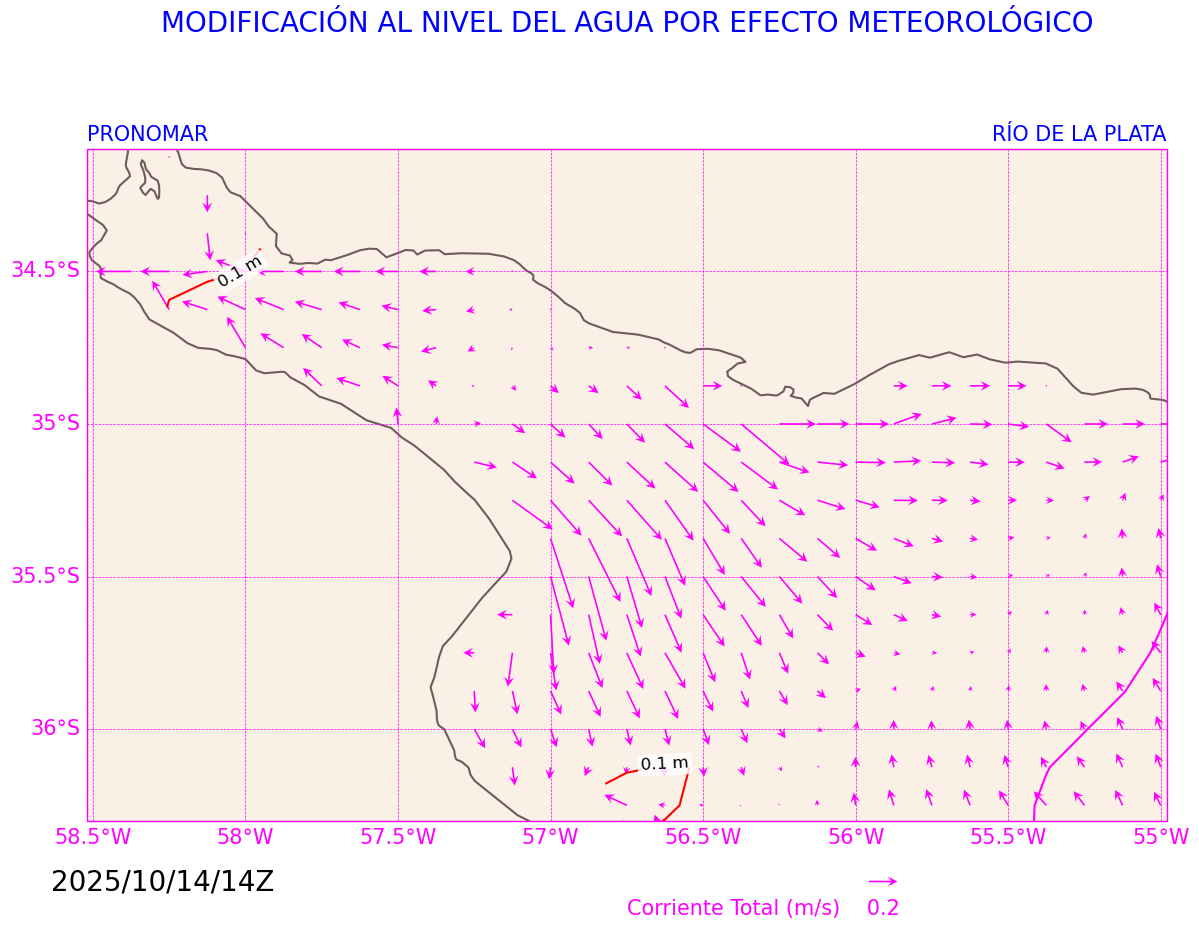 MODIFICACIÓN AL NIVEL DEL AGUA POR EFECTO METEOROLÓGICO
PRONOMAR
RÍO DE LA PLATA
0.1 m
34.5°S
35°S
35.5°S
36°S
0.1 m
58.5°W
58°W
57.5°W
57°W
56.5°W
56°W
55.5°W
55°W
2025/10/14/14Z
Corriente Total (m/s)
0.2